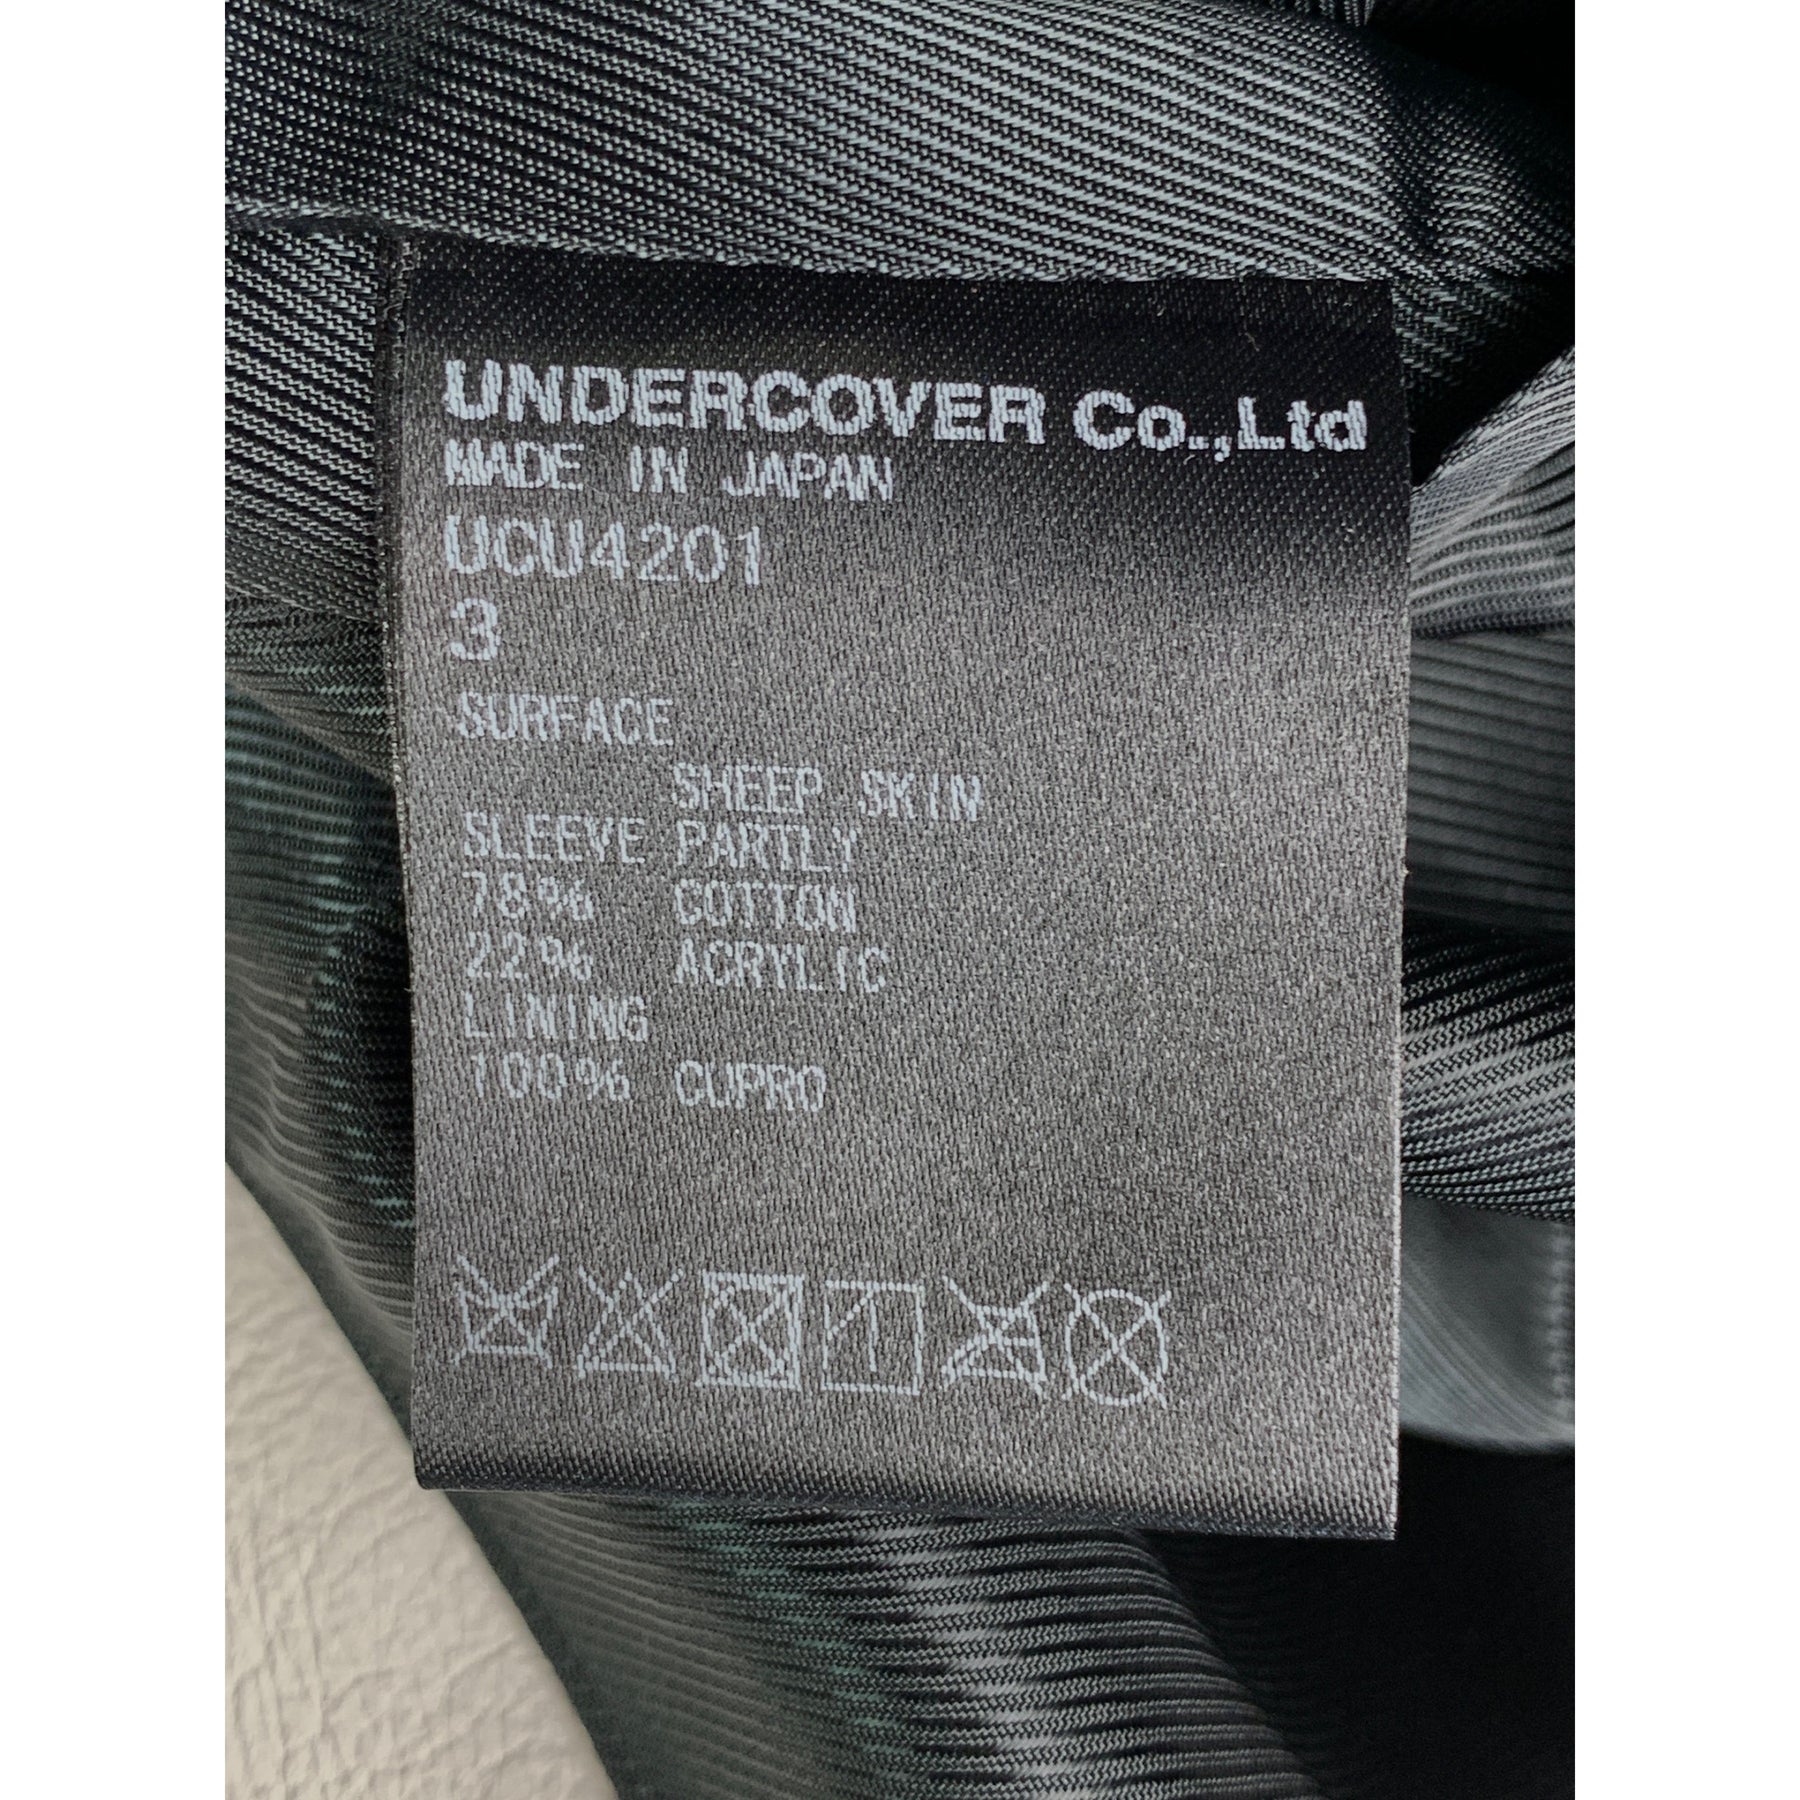 UNDERCOVER Co.,Ltd
MADE IN JAPAN
UCU4201
3
SURFACE
SHEEP SKIN
SLEEVE PARTLY
78% COTTON
22% ACRYLIC
LINING
100% CUPRO